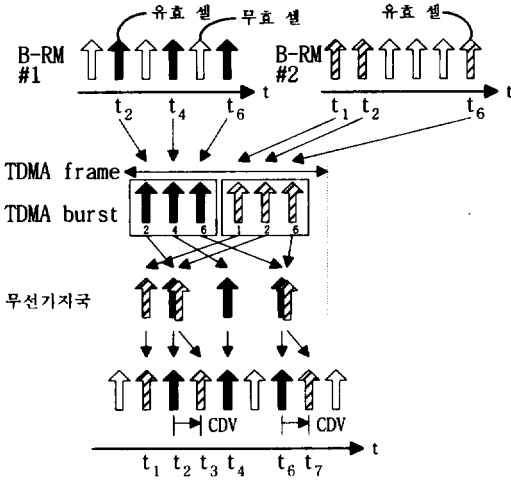 유효 셀
무효 셀
유효 셀
B-RM #1
B-RM #2
t
t
t2 t4 t6
t1 t2 t6
TDMA frame
TDMA burst
2 4 6 1 2 6
무선기지국
CDV CDV
t
t1 t2 t3 t4 t6 t7